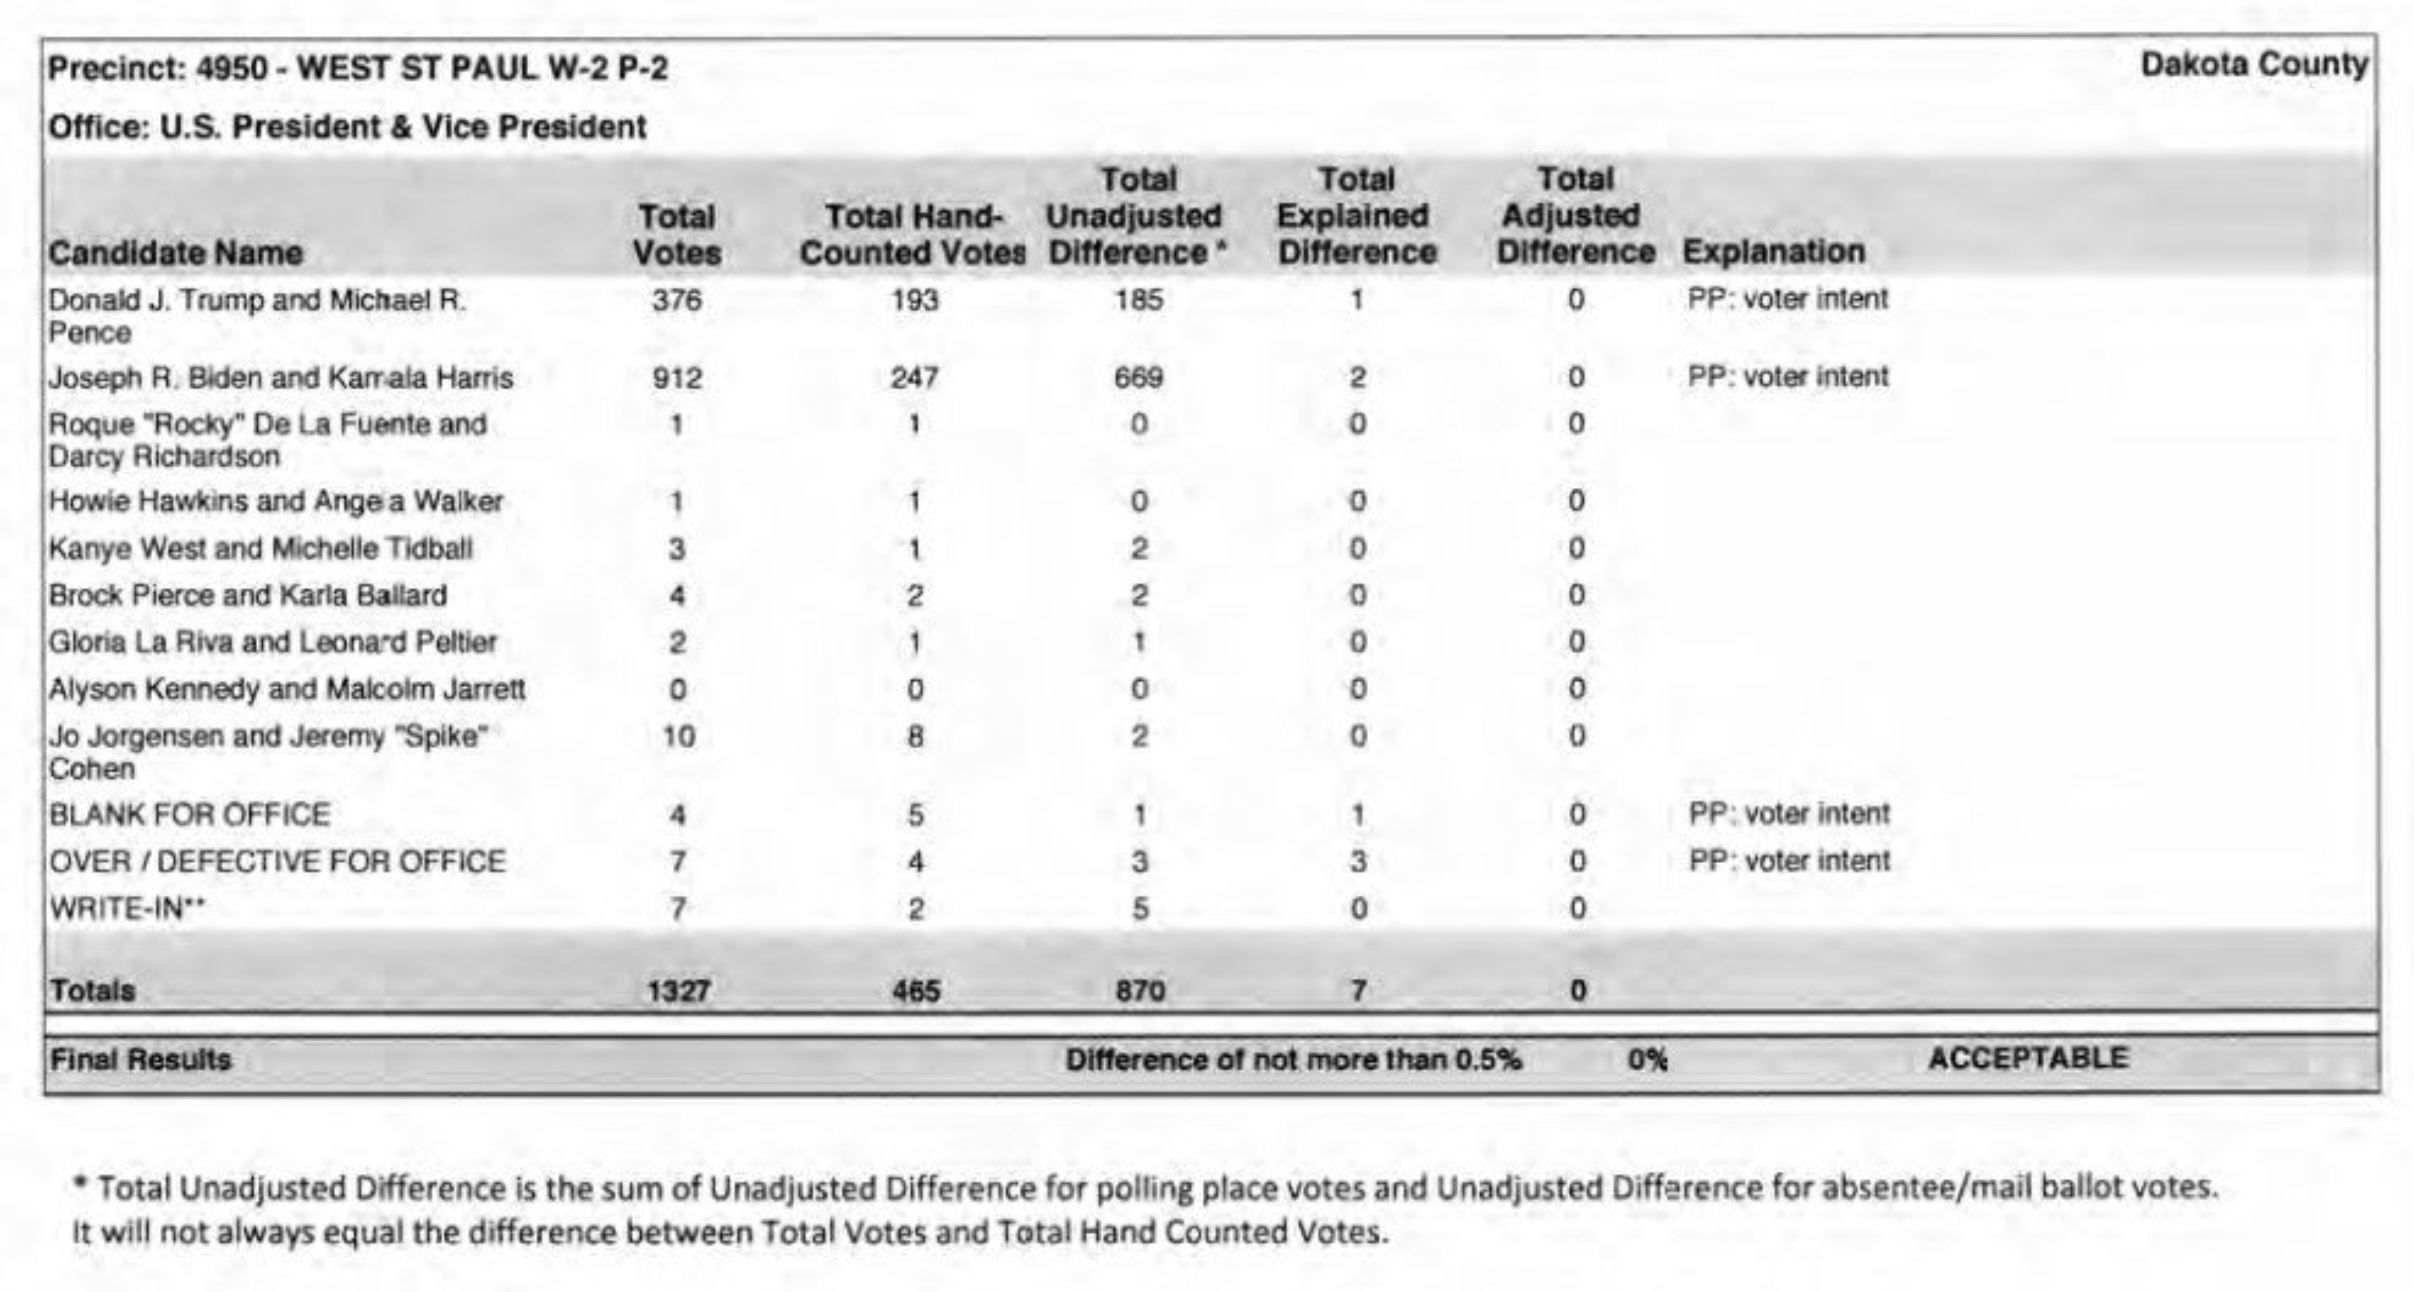 Precinct: 4950 - WEST ST PAUL W-2 P-2 Dakota County
Office: U.S. President & Vice President
Total Total Total
Total Total Hand- Unadjusted Explained Adjusted
Candidate Name Votes Counted Votes Difference * Difference Difference Explanation
Donald J. Trump and Michael R. 376 193 185 1 0 PP: voter intent
Pence
Joseph R. Biden and Kamala Harris 912 247 669 2 0 PP: voter intent
Roque "Rocky" De La Fuente and 1 1 0 0 0
Darcy Richardson
Howie Hawkins and Angela Walker 1 1 0 0 0
Kanye West and Michelle Tidball 3 1 2 0 0
Brock Pierce and Karla Ballard 4 2 2 0 0
Gloria La Riva and Leonard Peltier 2 1 1 0 0
Alyson Kennedy and Malcolm Jarrett 0 0 0 0 0
Jo Jorgensen and Jeremy "Spike" 10 8 2 0 0
Cohen
BLANK FOR OFFICE 4 5 1 1 0 PP: voter intent
OVER / DEFECTIVE FOR OFFICE 7 4 3 3 0 PP: voter intent
WRITE-IN** 7 2 5 0 0
Totals 1327 465 870 7 0
Final Results Difference of not more than 0.5% 0% ACCEPTABLE
* Total Unadjusted Difference is the sum of Unadjusted Difference for polling place votes and Unadjusted Difference for absentee/mail ballot votes.
It will not always equal the difference between Total Votes and Total Hand Counted Votes.